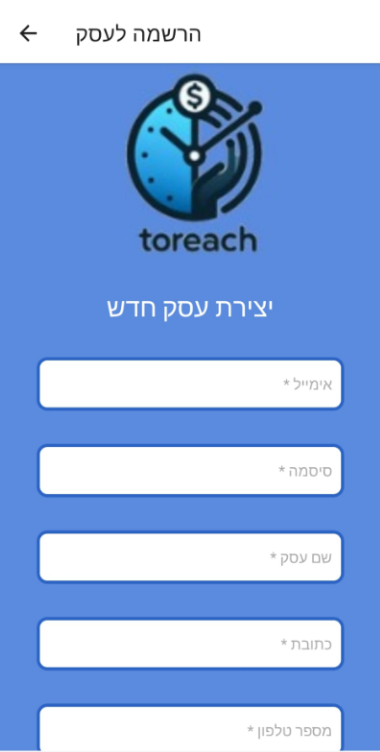 הרשמה לעסק
$
toreach
יצירת עסק חדש
אימייל *
סיסמה *
שם עסק *
כתובת *
מספר טלפון *